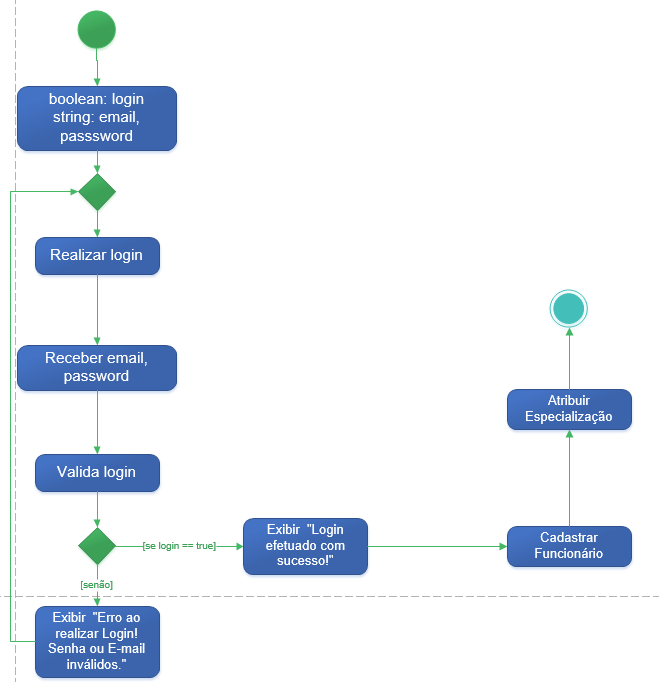 boolean: login
string: email,
passsword
Realizar login
Receber email,
password
Valida login
[se login == true]
[senão]
Exibir "Login
efetuado com
sucesso!"
Cadastrar
Funcionário
Atribuir
Especialização
Exibir "Erro ao
realizar Login!
Senha ou E-mail
inválidos."